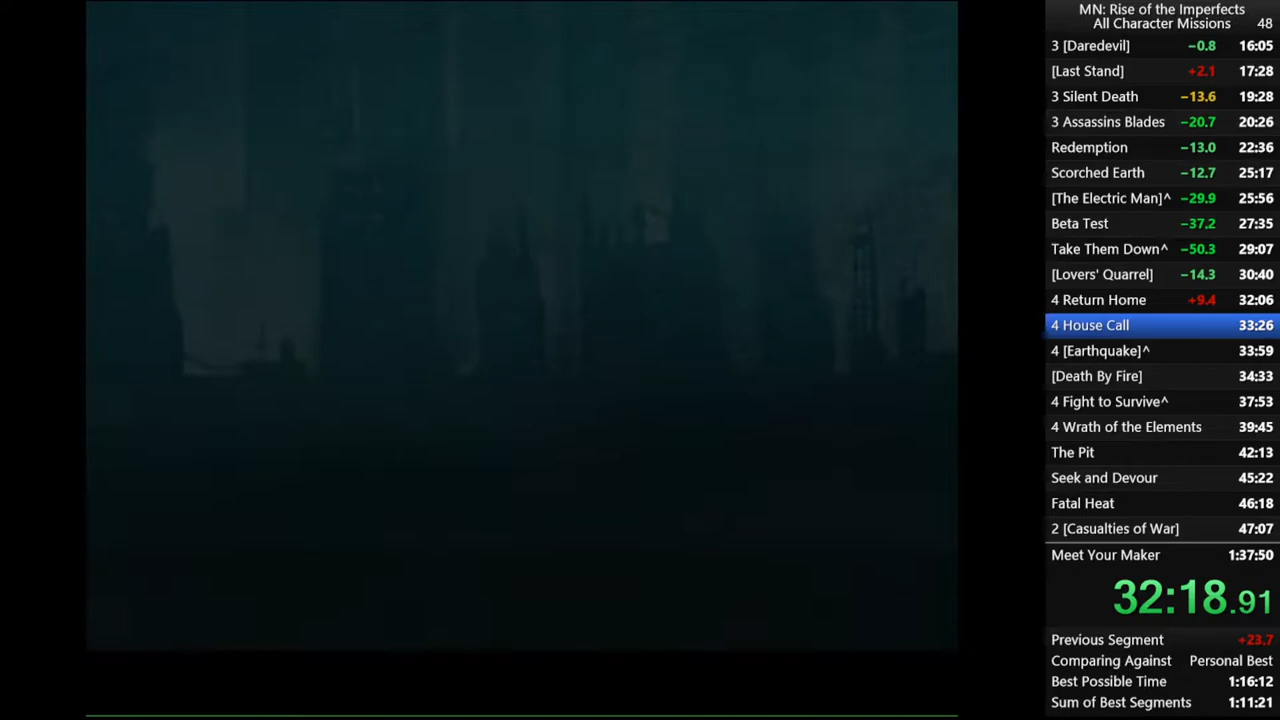 MN: Rise of the Imperfects
All Character Missions 48
3 [Daredevil] −0.8 16:05
[Last Stand] +2.1 17:28
3 Silent Death −13.6 19:28
3 Assassins Blades −20.7 20:26
Redemption −13.0 22:36
Scorched Earth −12.7 25:17
[The Electric Man]^ −29.9 25:56
Beta Test −37.2 27:35
Take Them Down^ −50.3 29:07
[Lovers' Quarrel] −14.3 30:40
4 Return Home +9.4 32:06
4 House Call 33:26
4 [Earthquake]^ 33:59
[Death By Fire] 34:33
4 Fight to Survive^ 37:53
4 Wrath of the Elements 39:45
The Pit 42:13
Seek and Devour 45:22
Fatal Heat 46:18
2 [Casualties of War] 47:07
Meet Your Maker 1:37:50
32:18.91
Previous Segment +23.7
Comparing Against Personal Best
Best Possible Time 1:16:12
Sum of Best Segments 1:11:21